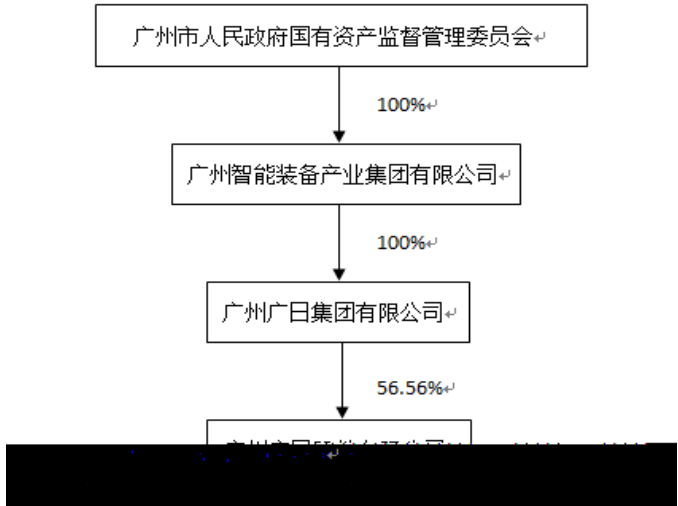 广州市人民政府国有资产监督管理委员会
100%
广州智能装备产业集团有限公司
100%
广州广日集团有限公司
56.56%